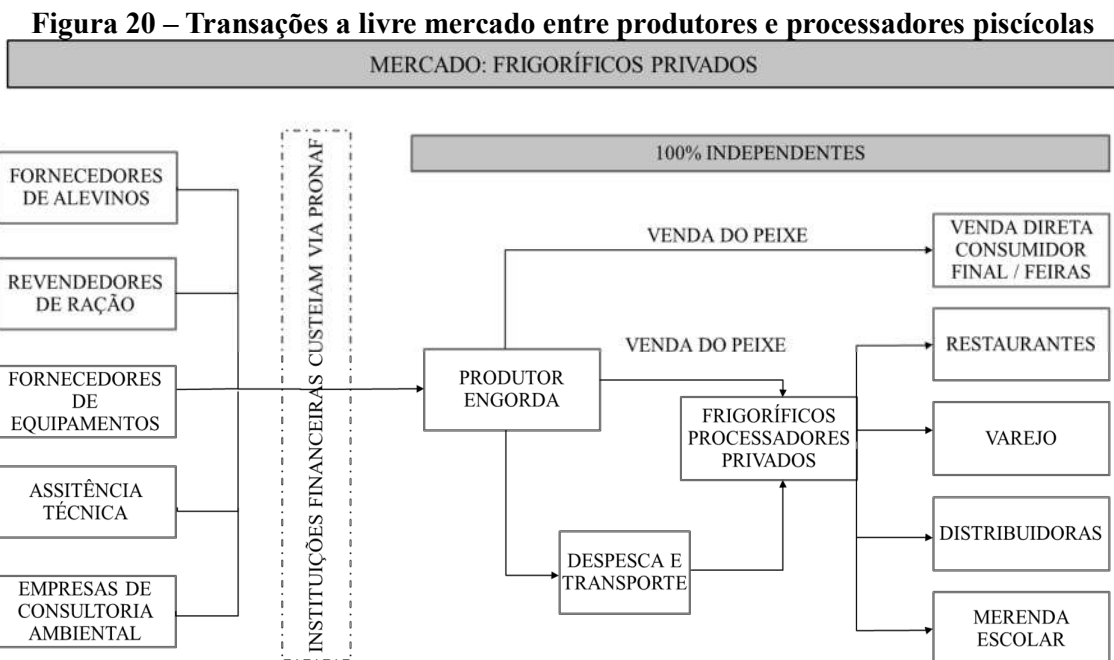 Figura 20 – Transações a livre mercado entre produtores e processadores piscícolas
MERCADO: FRIGORÍFICOS PRIVADOS
100% INDEPENDENTES
FORNECEDORES
DE ALEVINOS
REVENDEDORES
DE RAÇÃO
FORNECEDORES
DE
EQUIPAMENTOS
ASSITÊNCIA
TÉCNICA
EMPRESAS DE
CONSULTORIA
AMBIENTAL
INSTITUIÇÕES FINANCEIRAS CUSTEIAM VIA PRONAF
PRODUTOR
ENGORDA
VENDA DO PEIXE
VENDA DO PEIXE
DESPESCA E
TRANSPORTE
FRIGORÍFICOS
PROCESSADORES
PRIVADOS
VENDA DIRETA
CONSUMIDOR
FINAL / FEIRAS
RESTAURANTES
VAREJO
DISTRIBUIDORAS
MERENDA
ESCOLAR